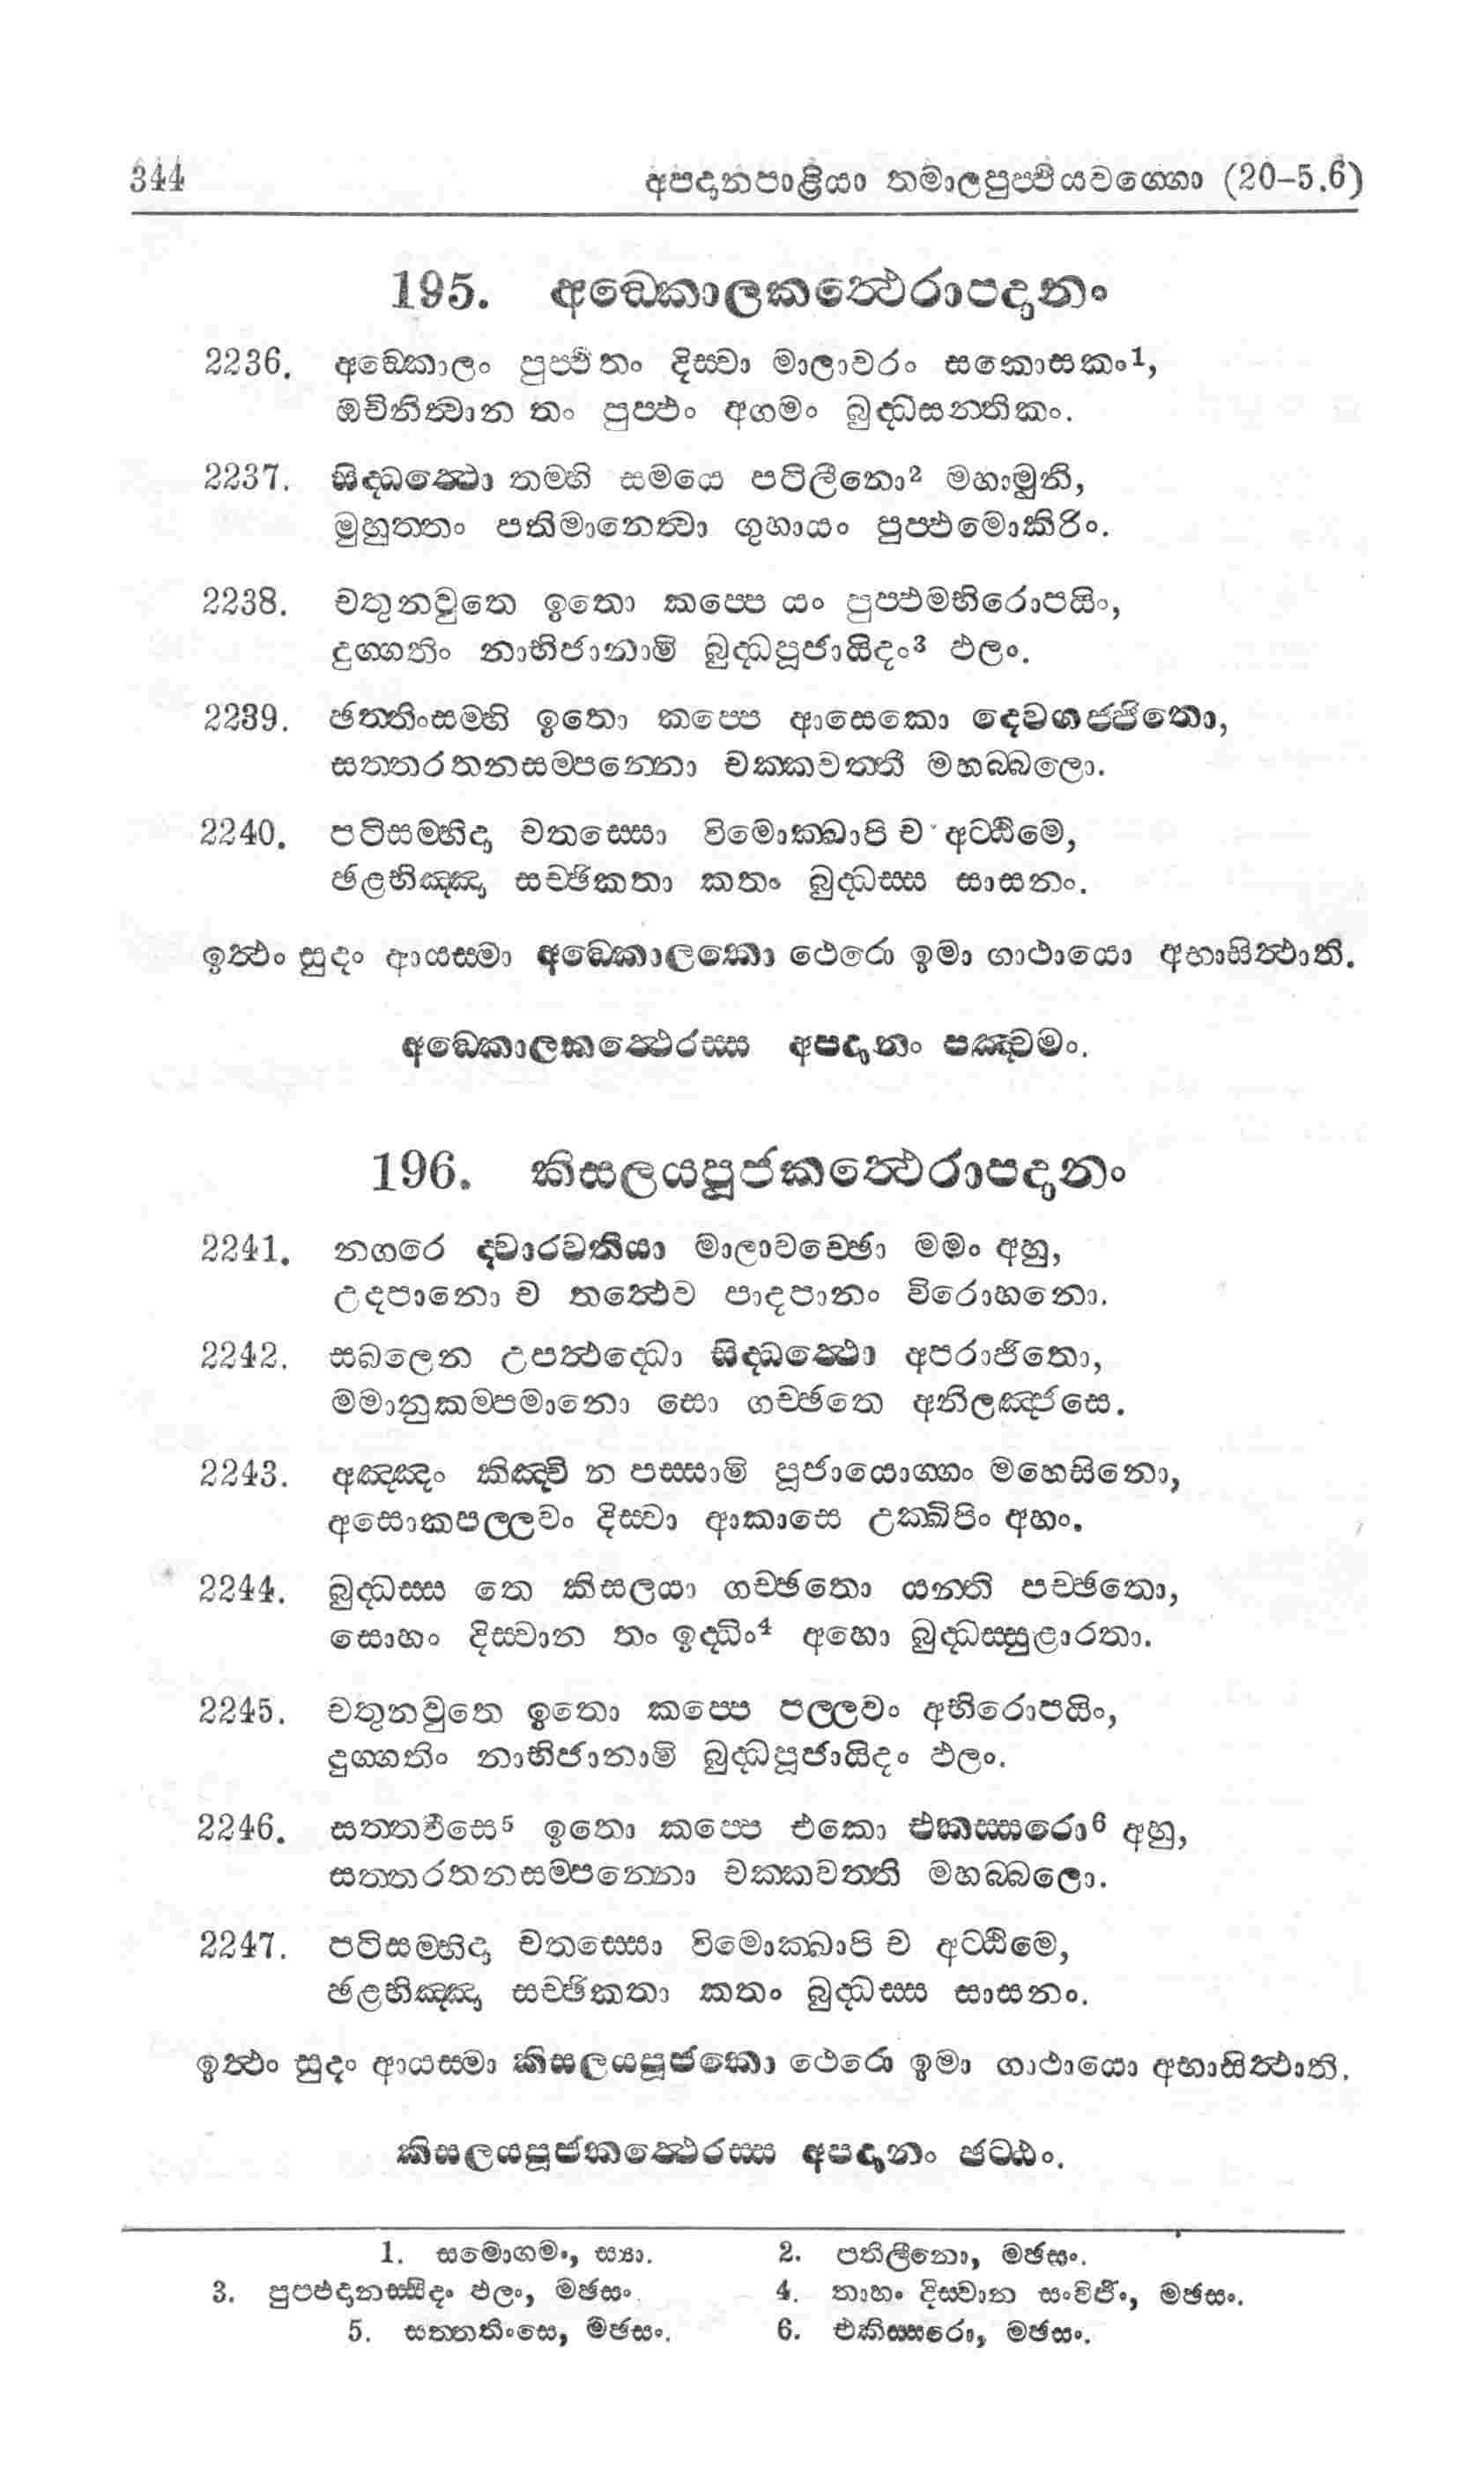 344 අපදානපාළියා තමාලපුප්ඵියවග්ගො (20–5.6)
195. අඞ්කොලකත්ථෙරාපදානං
2236. අඞ්කොලං පුප්ඵිතං දිස්වා මාලාවරං සකොසකං1,
ඔචිනිත්වාන තං පුප්ඵං අගමං බුද්ධසන්තිකං.
2237. සිද්ධත්ථො තම්හි සමයෙ පටිලීනො2 මහාමුනි,
මුහුත්තං පතිමානෙත්වා ගුහායං පුප්ඵමොකිරිං.
2238. චතුනවුතෙ ඉතො කප්පෙ යං පුප්ඵමභිරොපයිං,
දුග්ගතිං නාභිජානාමි බුද්ධපූජායිදං3 ඵලං.
2239. ඡත්තිංසම්හි ඉතො කප්පෙ ආසෙකො දෙවගජ්ජිතො,
සත්තරතනසම්පන්නො චක්කවත්තී මහබ්බලො.
2240. පටිසම්භිදා චතස්සො විමොක්ඛාපි ච අට්ඨිමෙ,
ඡළභිඤ්ඤා සච්ඡිකතා කතං බුද්ධස්ස සාසනං.
ඉත්ථං සුදං ආයස්මා අඞ්කොලකො ථෙරො ඉමා ගාථායො අභාසිත්ථාති.
අඞ්කොලකත්ථෙරස්ස අපදානං පඤ්චමං.
196. කිසලයපූජකත්ථෙරාපදානං
2241. නගරෙ ද්වාරවතියා මාලාවච්ඡො මමං අහු,
උදපානො ච තත්ථෙව පාදපානං විරොහනො.
2242. සබලෙන උපත්ථද්ධො සිද්ධත්ථො අපරාජිතො,
මමානුකම්පමානො සො ගච්ඡතෙ අනිලඤ්ජසෙ.
2243. අඤ්ඤං කිඤ්චි න පස්සාමි පූජායොග්ගං මහෙසිනො,
අසොකපල්ලවං දිස්වා ආකාසෙ උක්ඛිපිං අහං.
2244. බුද්ධස්ස තෙ කිසලයා ගච්ඡතො යන්ති පච්ඡතො,
සොහං දිස්වාන තං ඉද්ධිං4 අහො බුද්ධස්සුළාරතා.
2245. චතුනවුතෙ ඉතො කප්පෙ පල්ලවං අභිරොපයිං,
දුග්ගතිං නාභිජානාමි බුද්ධපූජායිදං ඵලං.
2246. සත්තවීසෙ5 ඉතො කප්පෙ එකො එකස්සරො6 අහු,
සත්තරතනසම්පන්නො චක්කවත්ති මහබ්බලො.
2247. පටිසම්භිදා චතස්සො විමොක්ඛාපි ච අට්ඨිමෙ,
ඡළභිඤ්ඤා සච්ඡිකතා කතං බුද්ධස්ස සාසනං.
ඉත්ථං සුදං ආයස්මා කිසලයපූජකො ථෙරො ඉමා ගාථායො අභාසිත්ථාති.
කිසලයපූජකත්ථෙරස්ස අපදානං ඡට්ඨං.
1. සමොගමං, ස්‍යා. 2. පතිලීනො, මඡසං.
3. පුප්ඵදානස්සිදං ඵලං, මඡසං. 4. තාහං දිස්වාන සංවිජිං, මඡසං.
5. සත්තතිංසෙ, මඡසං. 6. එකිස්සරො, මඡසං.